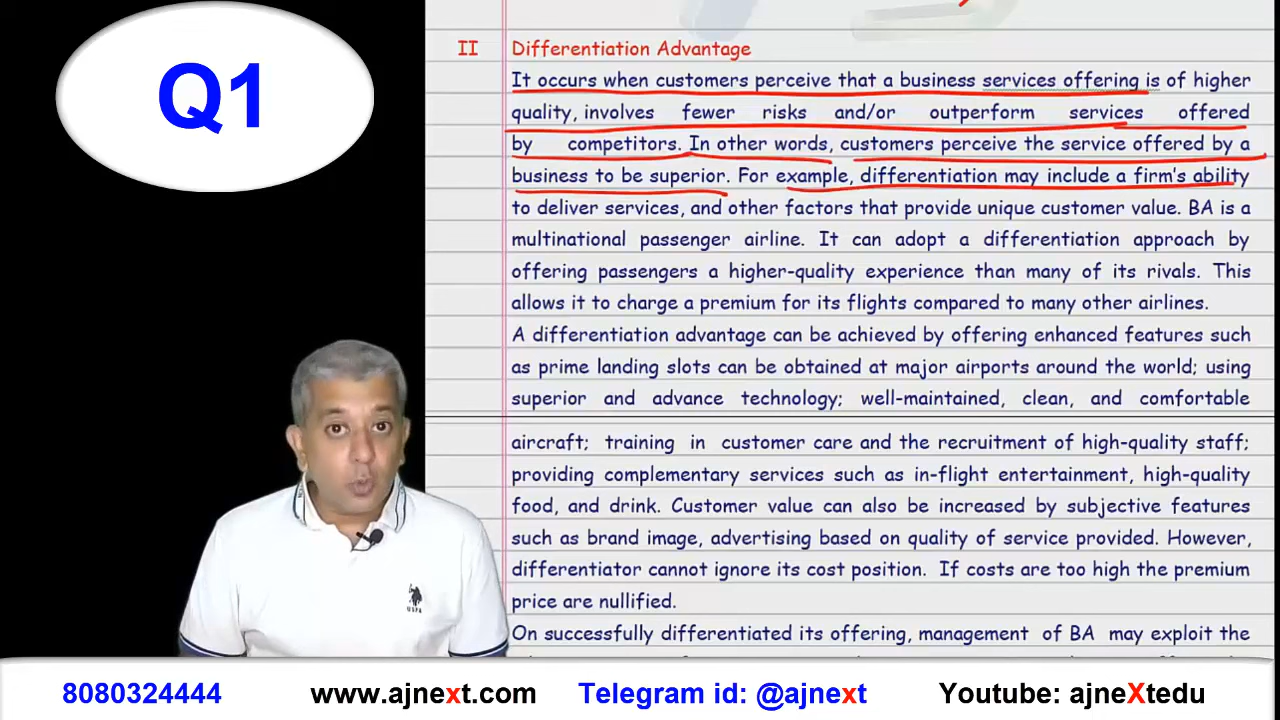 Q1
II Differentiation Advantage
It occurs when customers perceive that a business services offering is of higher
quality, involves fewer risks and/or outperform services offered
by competitors. In other words, customers perceive the service offered by a
business to be superior. For example, differentiation may include a firm's ability
to deliver services, and other factors that provide unique customer value. BA is a
multinational passenger airline. It can adopt a differentiation approach by
offering passengers a higher-quality experience than many of its rivals. This
allows it to charge a premium for its flights compared to many other airlines.
A differentiation advantage can be achieved by offering enhanced features such
as prime landing slots can be obtained at major airports around the world; using
superior and advance technology; well-maintained, clean, and comfortable
aircraft; training in customer care and the recruitment of high-quality staff;
providing complementary services such as in-flight entertainment, high-quality
food, and drink. Customer value can also be increased by subjective features
such as brand image, advertising based on quality of service provided. However,
differentiator cannot ignore its cost position. If costs are too high the premium
price are nullified.
On successfully differentiated its offering, management of BA may exploit the
USPA
8080324444 www.ajnext.com Telegram id: @ajnext Youtube: ajneXtedu